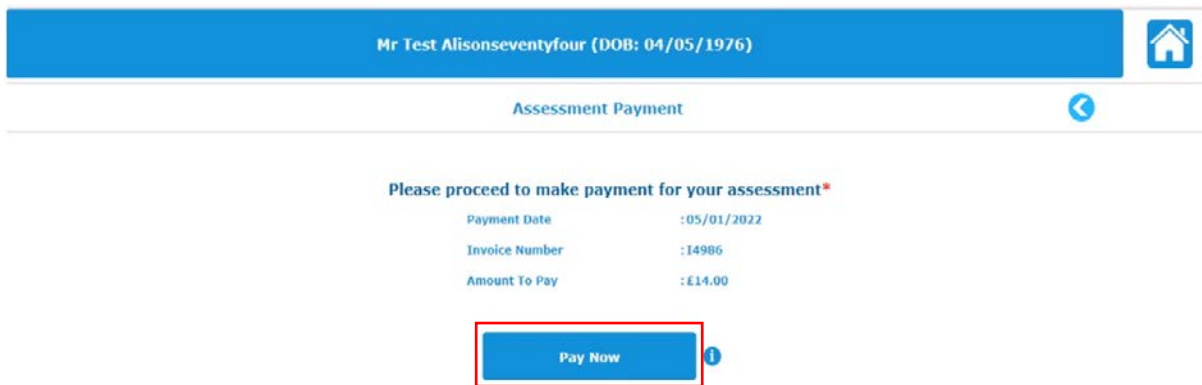 Mr Test Alisonseventyfour (DOB: 04/05/1976)
Assessment Payment
Please proceed to make payment for your assessment*
Payment Date :05/01/2022
Invoice Number :I4986
Amount To Pay :£14.00
Pay Now i